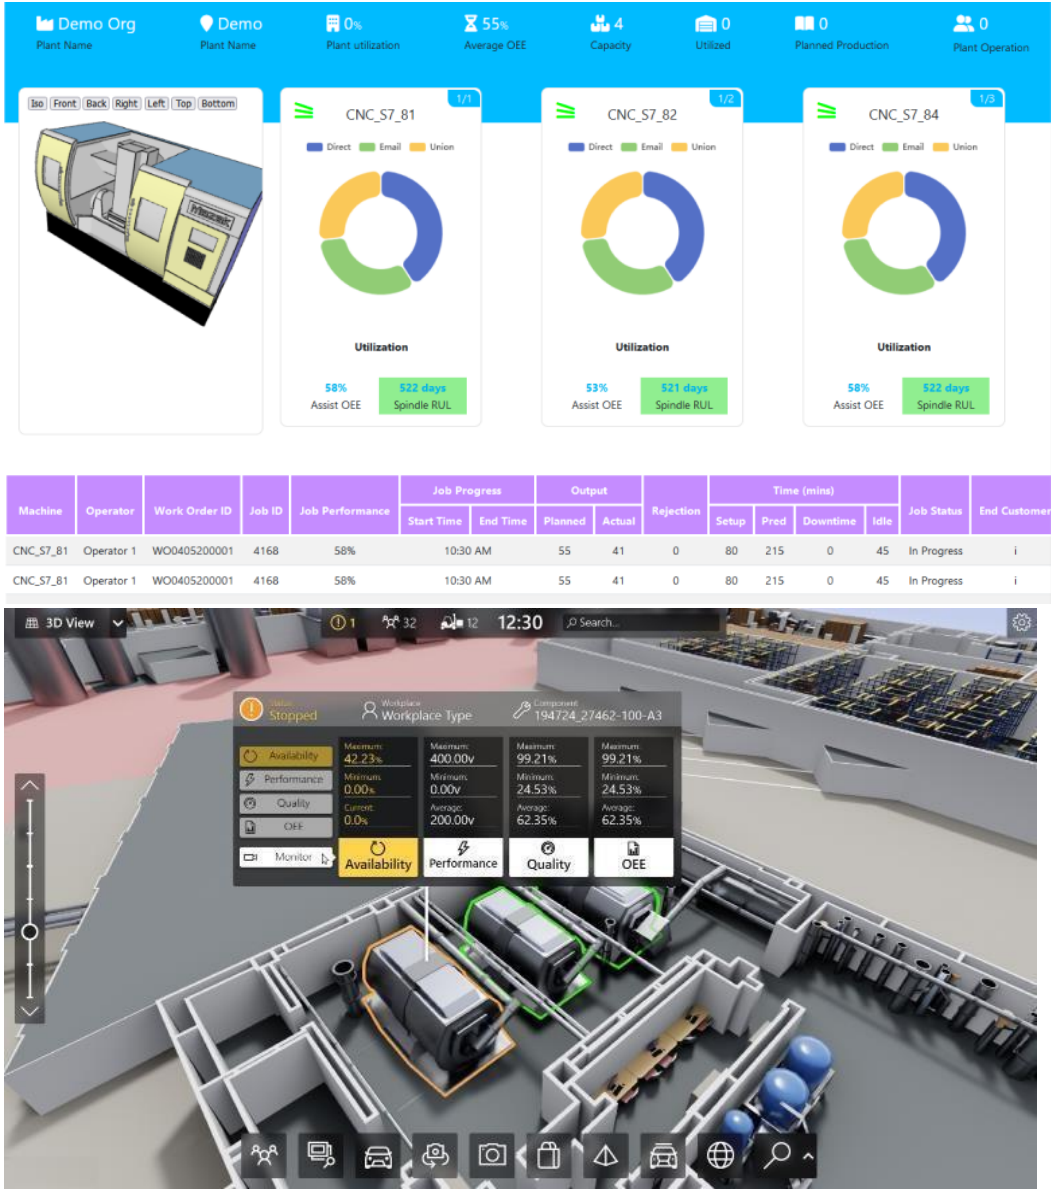 Demo Org
Plant Name
Demo
Plant Name
0%
Plant utilization
55%
Average OEE
4
Capacity
0
Utilized
0
Planned Production
0
Plant Operation
Iso Front Back Right Left Top Bottom
Mazak
1/1
CNC_S7_81
Direct Email Union
Utilization
58%
Assist OEE
522 days
Spindle RUL
1/2
CNC_S7_82
Direct Email Union
Utilization
53%
Assist OEE
521 days
Spindle RUL
1/3
CNC_S7_84
Direct Email Union
Utilization
58%
Assist OEE
522 days
Spindle RUL
Job Progress Output Time (mins)
Machine Operator Work Order ID Job ID Job Performance Rejection Job Status End Customer
Start Time End Time Planned Actual Setup Pred Downtime Idle
CNC_S7_81 Operator 1 WO0405200001 4168 58% 10:30 AM 55 41 0 80 215 0 45 In Progress i
CNC_S7_81 Operator 1 WO0405200001 4168 58% 10:30 AM 55 41 0 80 215 0 45 In Progress i
3D View 1 32 12 12:30 Search...
Status
Stopped
Workplace
Workplace Type
Component
194724_27462-100-A3
Availability
Performance
Quality
OEE
Monitor
Maximum:
42.23%
Minimum:
0.00%
Current:
0.0%
Availability
Maximum:
400.00v
Minimum:
0.00v
Average:
200.00v
Performance
Maximum:
99.21%
Minimum:
24.53%
Average:
62.35%
Quality
Maximum:
99.21%
Minimum:
24.53%
Average:
62.35%
OEE